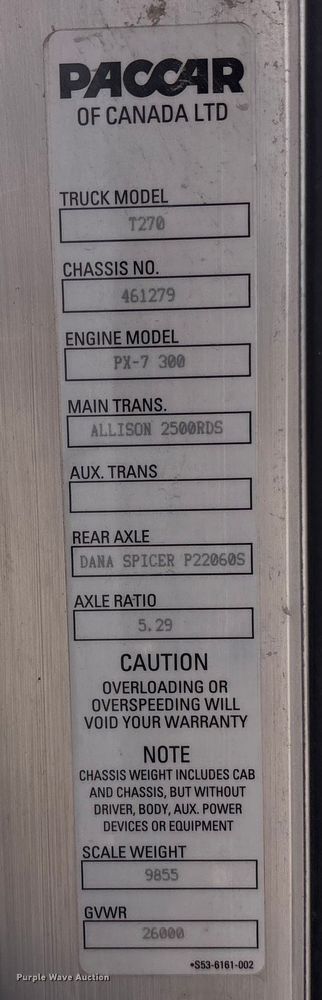 PACCAR
OF CANADA LTD
TRUCK MODEL
T270
CHASSIS NO.
461279
ENGINE MODEL
PX-7 300
MAIN TRANS.
ALLISON 2500RDS
AUX. TRANS
REAR AXLE
DANA SPICER P22060S
AXLE RATIO
5.29
CAUTION
OVERLOADING OR
OVERSPEEDING WILL
VOID YOUR WARRANTY
NOTE
CHASSIS WEIGHT INCLUDES CAB
AND CHASSIS, BUT WITHOUT
DRIVER, BODY, AUX. POWER
DEVICES OR EQUIPMENT
SCALE WEIGHT
9855
GVWR
26000
•S53-6161-002
Purple Wave Auction